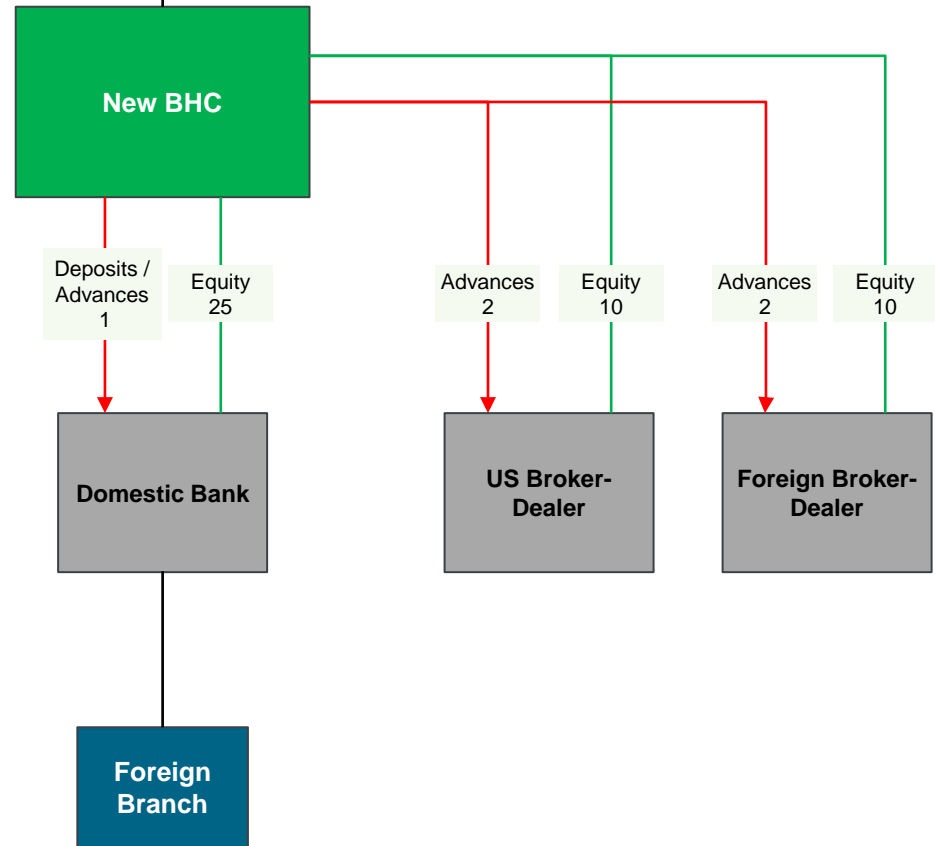 New BHC
Deposits /
Advances
1
Equity
25
Advances
2
Equity
10
Advances
2
Equity
10
Domestic Bank
US Broker-
Dealer
Foreign Broker-
Dealer
Foreign
Branch